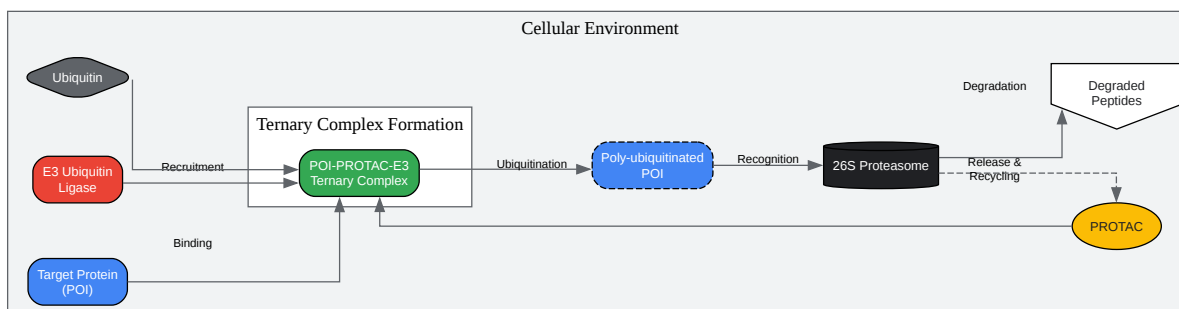 Cellular Environment
Ubiquitin
Degradation
Degraded
Peptides
Ternary Complex Formation
E3 Ubiquitin
Ligase
Recruitment
POI-PROTAC-E3
Ternary Complex
Ubiquitination
Poly-ubiquitinated
POI
Recognition
26S Proteasome
Release &
Recycling
PROTAC
Binding
Target Protein
(POI)